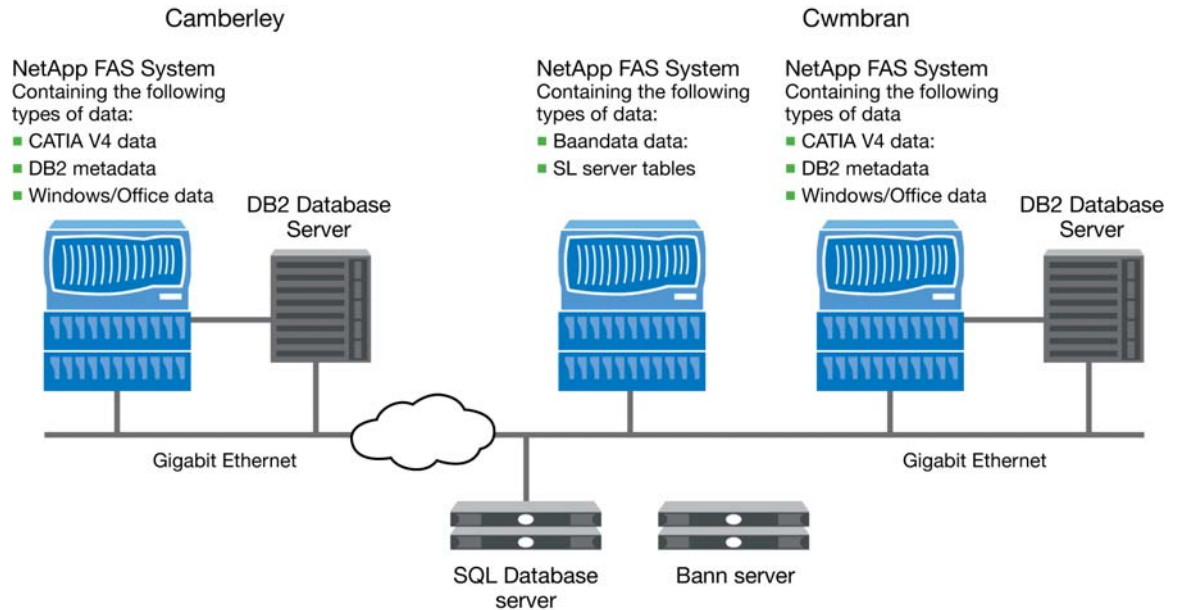 Camberley
Cwmbran
NetApp FAS System
Containing the following
types of data:
CATIA V4 data
DB2 metadata
Windows/Office data
DB2 Database
Server
NetApp FAS System
Containing the following
types of data:
Baandata data:
SL server tables
NetApp FAS System
Containing the following
types of data
CATIA V4 data:
DB2 metadata
Windows/Office data
DB2 Database
Server
Gigabit Ethernet
Gigabit Ethernet
SQL Database
server
Bann server